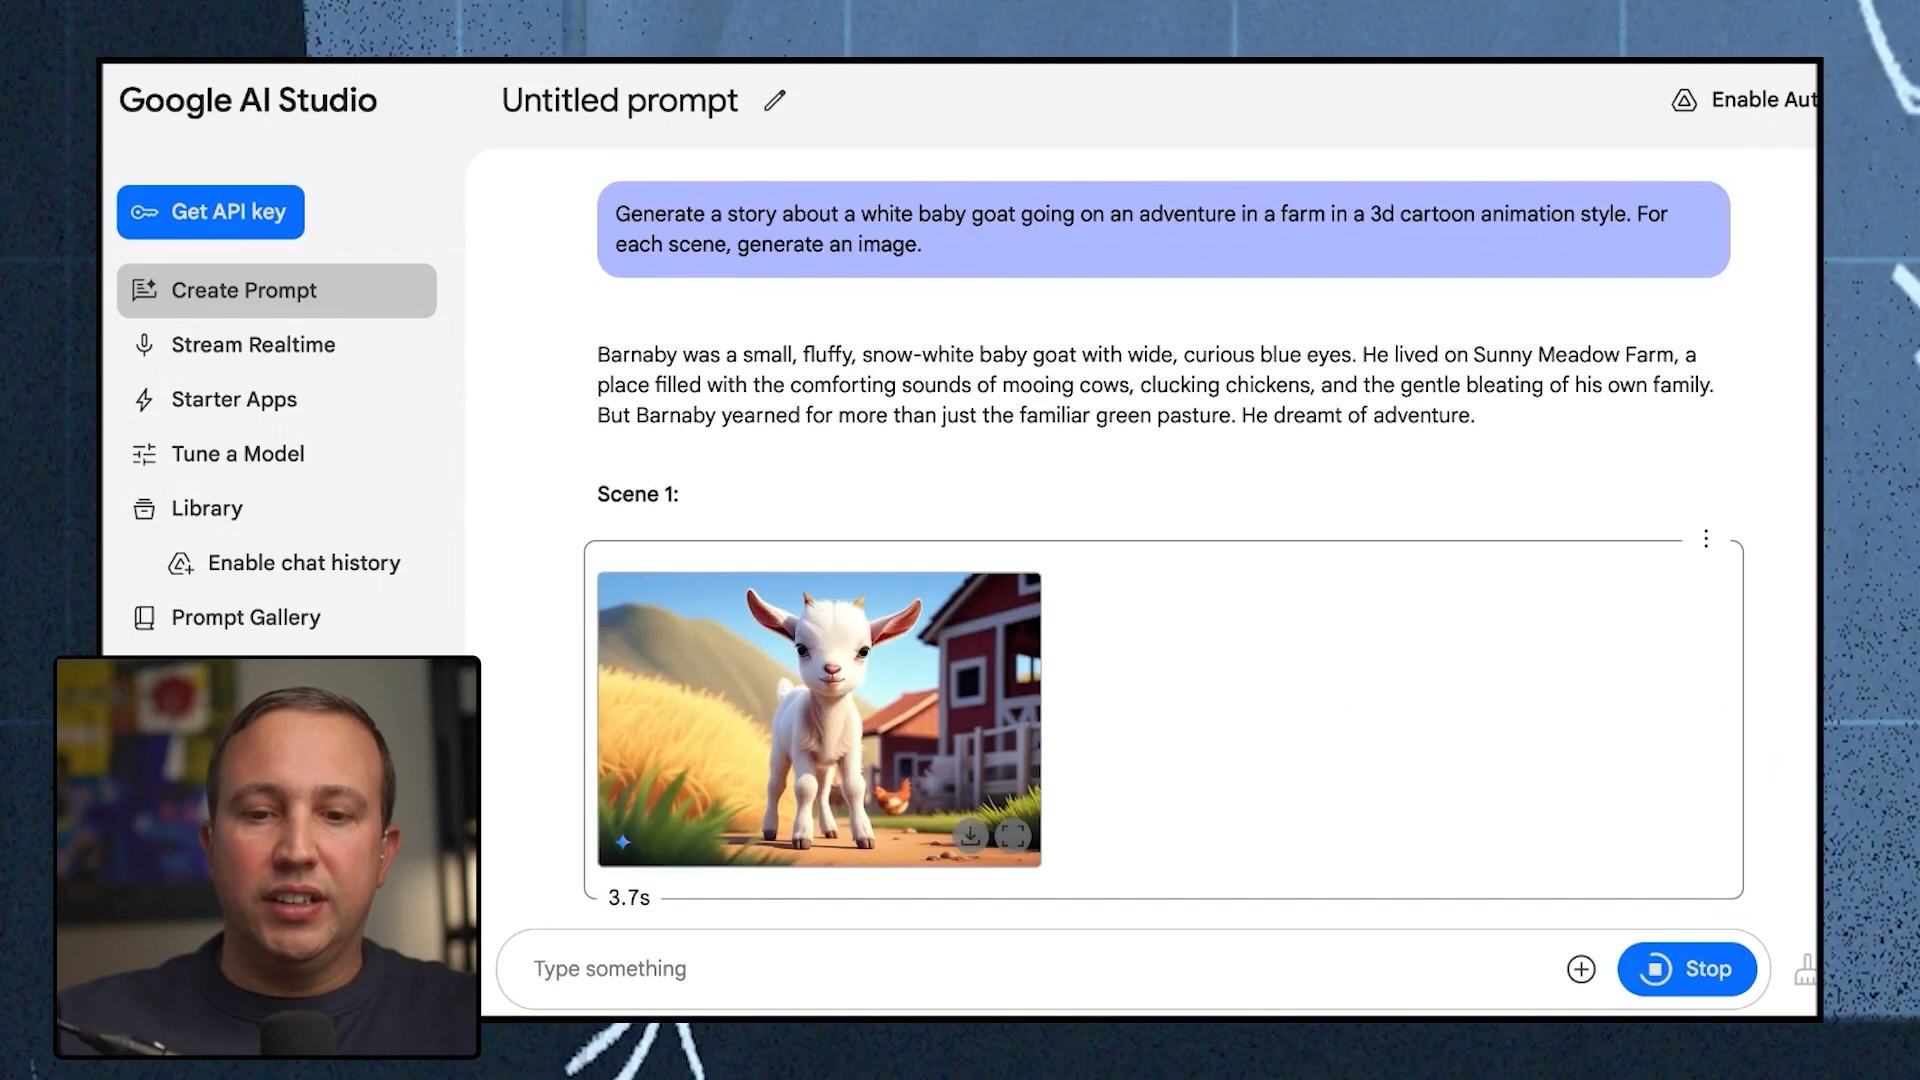 Google AI Studio
Untitled prompt
Enable Aut
Get API key
Create Prompt
Stream Realtime
Starter Apps
Tune a Model
Library
Enable chat history
Prompt Gallery
Generate a story about a white baby goat going on an adventure in a farm in a 3d cartoon animation style. For
each scene, generate an image.
Barnaby was a small, fluffy, snow-white baby goat with wide, curious blue eyes. He lived on Sunny Meadow Farm, a
place filled with the comforting sounds of mooing cows, clucking chickens, and the gentle bleating of his own family.
But Barnaby yearned for more than just the familiar green pasture. He dreamt of adventure.
Scene 1:
3.7s
Type something
Stop